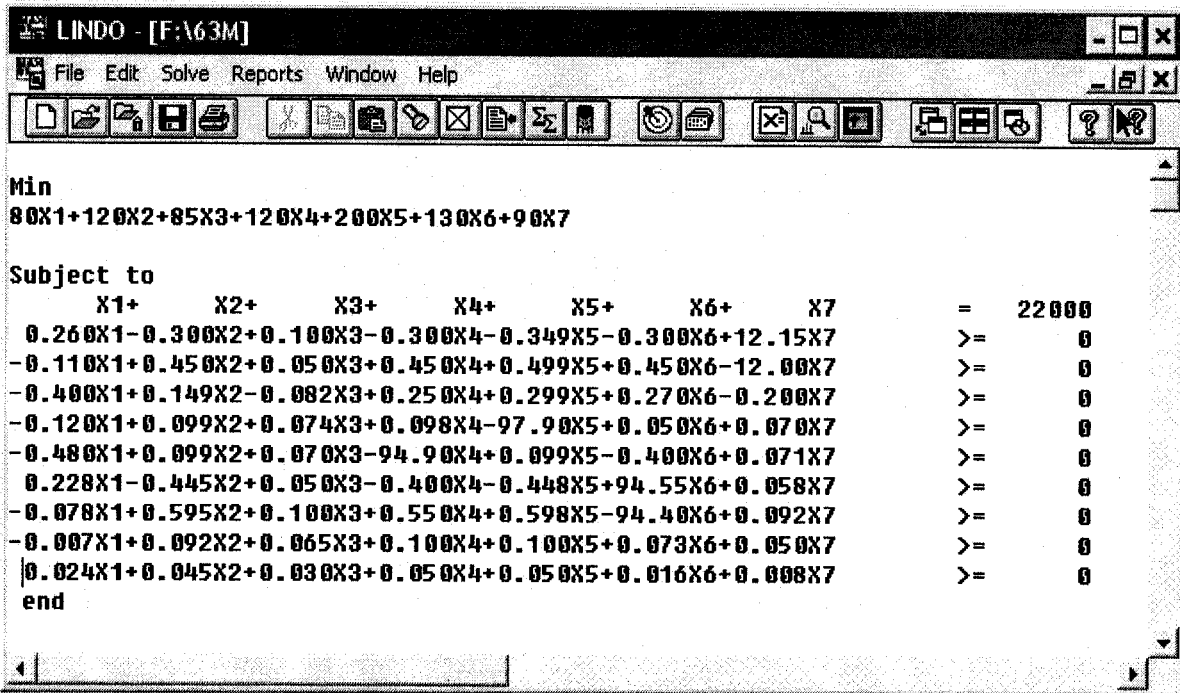 LINDO - [F:\63M]
File Edit Solve Reports Window Help
Min
80X1+120X2+85X3+120X4+200X5+130X6+90X7
Subject to
X1+ X2+ X3+ X4+ X5+ X6+ X7 = 22000
0.260X1-0.300X2+0.100X3-0.300X4-0.349X5-0.300X6+12.15X7 >= 0
-0.110X1+0.450X2+0.050X3+0.450X4+0.499X5+0.450X6-12.00X7 >= 0
-0.400X1+0.149X2-0.082X3+0.250X4+0.299X5+0.270X6-0.200X7 >= 0
-0.120X1+0.099X2+0.074X3+0.098X4-97.90X5+0.050X6+0.070X7 >= 0
-0.480X1+0.099X2+0.070X3-94.90X4+0.099X5-0.400X6+0.071X7 >= 0
0.228X1-0.445X2+0.050X3-0.400X4-0.448X5+94.55X6+0.058X7 >= 0
-0.078X1+0.595X2+0.100X3+0.550X4+0.598X5-94.40X6+0.092X7 >= 0
-0.007X1+0.092X2+0.065X3+0.100X4+0.100X5+0.073X6+0.050X7 >= 0
0.024X1+0.045X2+0.030X3+0.050X4+0.050X5+0.016X6+0.008X7 >= 0
end